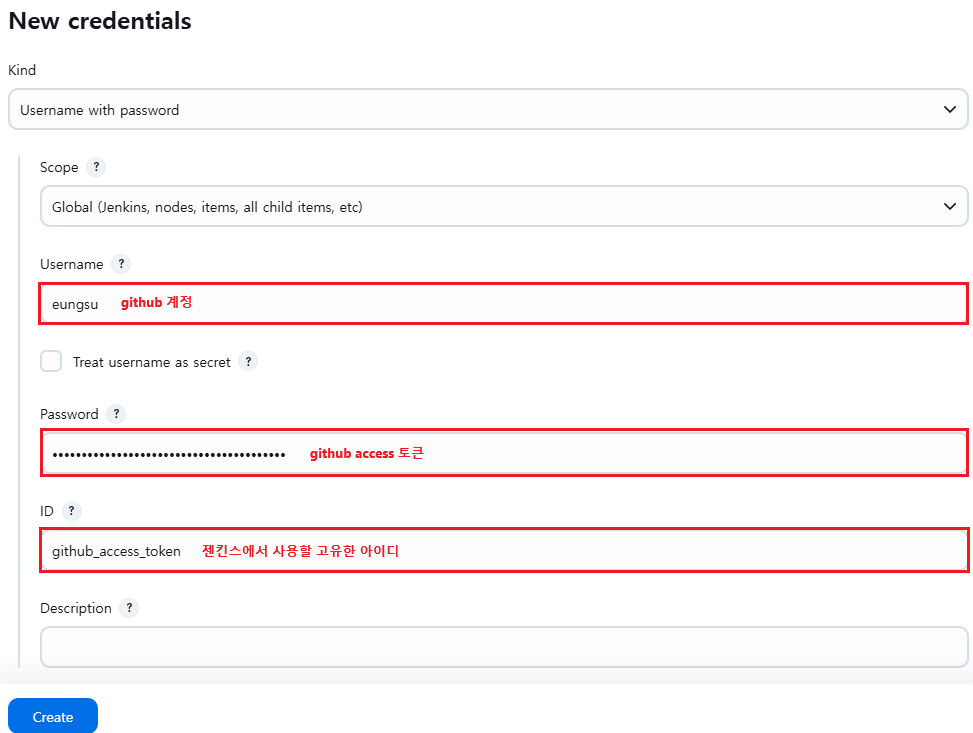 New credentials
Kind
Username with password
Scope ?
Global (Jenkins, nodes, items, all child items, etc)
Username ?
eungsu github 계정
Treat username as secret ?
Password ?
•••••••••••••••••••••••••••••••••••••••• github access 토큰
ID ?
github_access_token 젠킨스에서 사용할 고유한 아이디
Description ?
Create